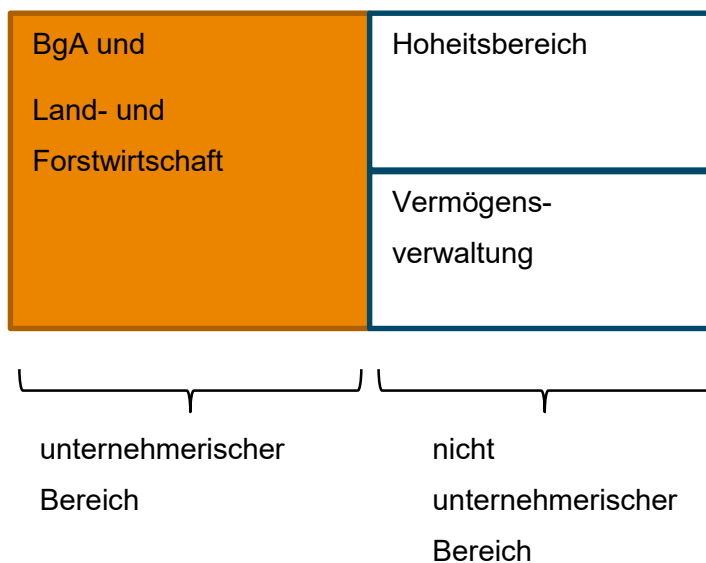 BgA und
Land- und
Forstwirtschaft
Hoheitsbereich
Vermögens-
verwaltung
unternehmerischer
Bereich
nicht
unternehmerischer
Bereich